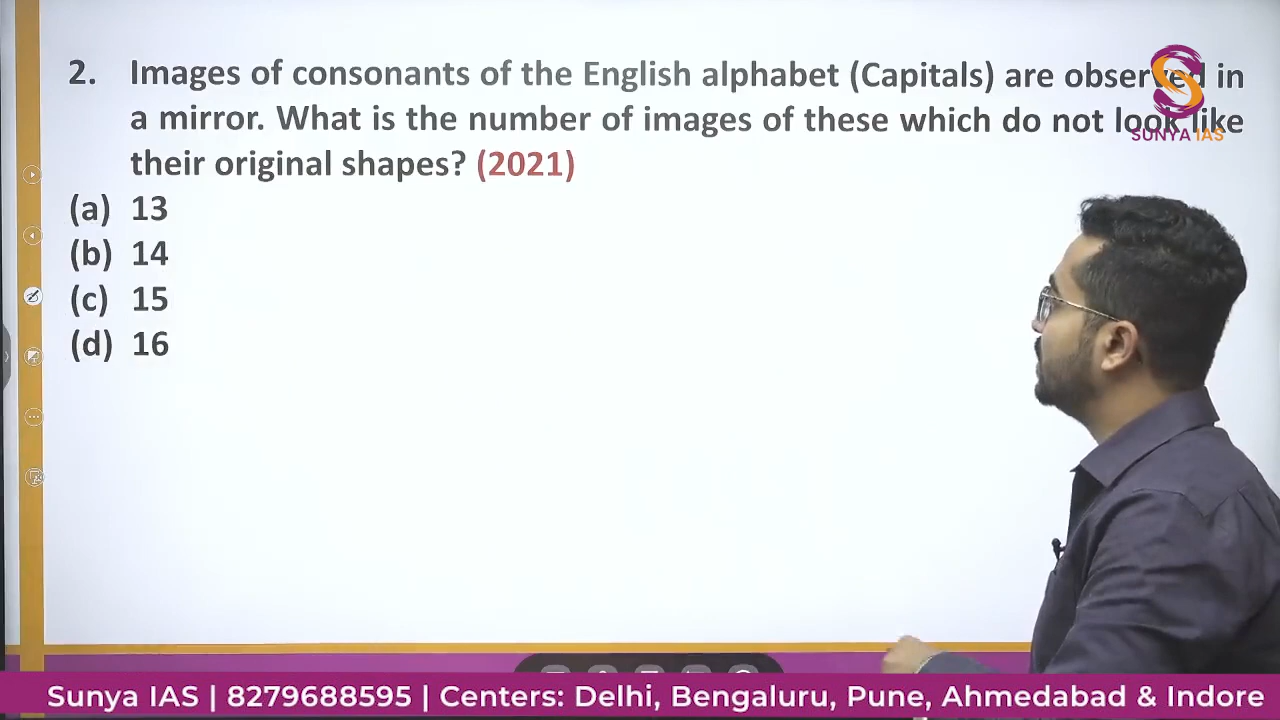 2. Images of consonants of the English alphabet (Capitals) are observed in
a mirror. What is the number of images of these which do not look like
their original shapes? (2021)
(a) 13
(b) 14
(c) 15
(d) 16
SUNYA IAS
Sunya IAS | 8279688595 | Centers: Delhi, Bengaluru, Pune, Ahmedabad & Indore